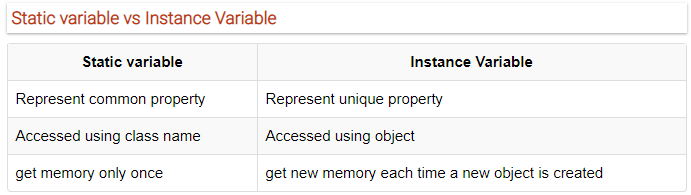 Static variable vs Instance Variable
Static variable Instance Variable
Represent common property Represent unique property
Accessed using class name Accessed using object
get memory only once get new memory each time a new object is created